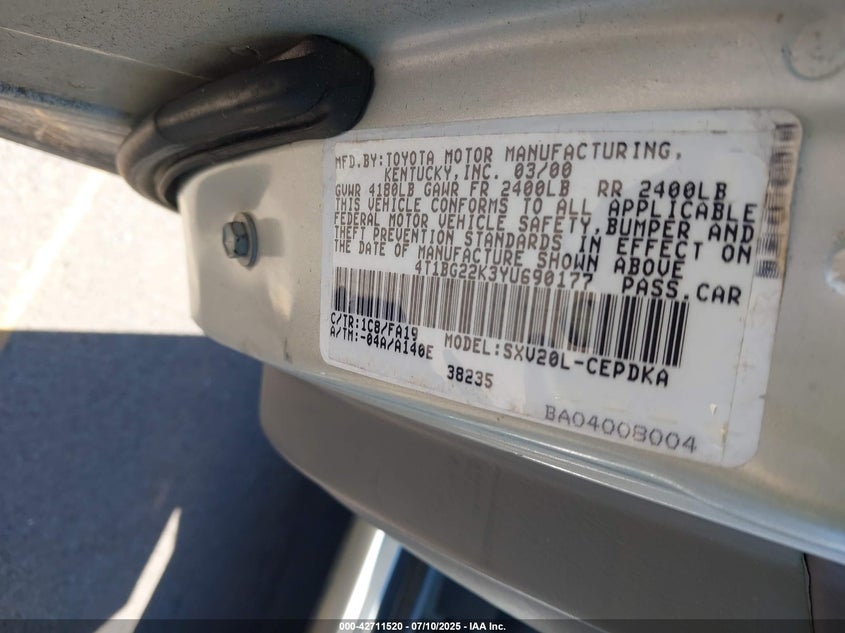 MFD.BY:TOYOTA MOTOR MANUFACTURING,
KENTUCKY,INC. 03/00
GVWR 4180LB GAWR FR 2400LB RR 2400LB
THIS VEHICLE CONFORMS TO ALL APPLICABLE
FEDERAL MOTOR VEHICLE SAFETY,BUMPER AND
THEFT PREVENTION STANDARDS IN EFFECT ON
THE DATE OF MANUFACTURE SHOWN ABOVE
4T1BG22K3YU690177 PASS.CAR
C/TR:1C8/FA19
A/TM:-04A/A140E MODEL:SXV20L-CEPDKA
38235
BA04008004
000-42711520 07/10/2025 - IAA Inc.